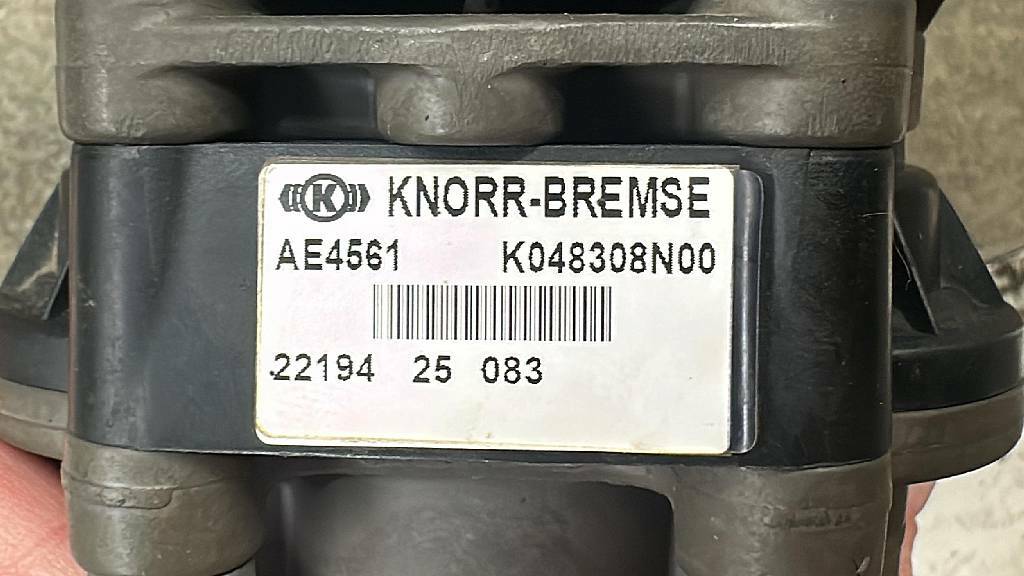 K KNORR-BREMSE
AE4561 K048308N00
22194 25 083